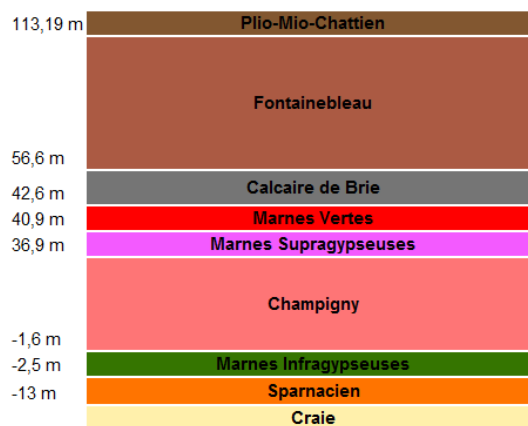 113,19 m Plio-Mio-Chattien
Fontainebleau
56,6 m
Calcaire de Brie
42,6 m
40,9 m Marnes Vertes
36,9 m Marnes Supragypseuses
Champigny
-1,6 m
-2,5 m Marnes Infragypseuses
-13 m Sparnacien
Craie